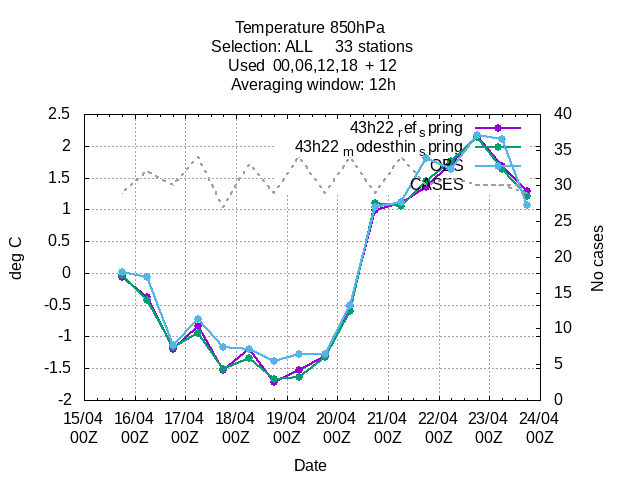 Temperature 850hPa
Selection: ALL 33 stations
Used 00,06,12,18 + 12
Averaging window: 12h
2.5 40
43h22 ref spring
2 35
43h22 modesthin spring
OBS
1.5 30
CASES
1 25
0.5 20
deg C
No cases
0 15
-0.5 10
-1 5
-1.5 0
-2
15/04 16/04 17/04 18/04 19/04 20/04 21/04 22/04 23/04 24/04
00Z 00Z 00Z 00Z 00Z 00Z 00Z 00Z 00Z 00Z
Date